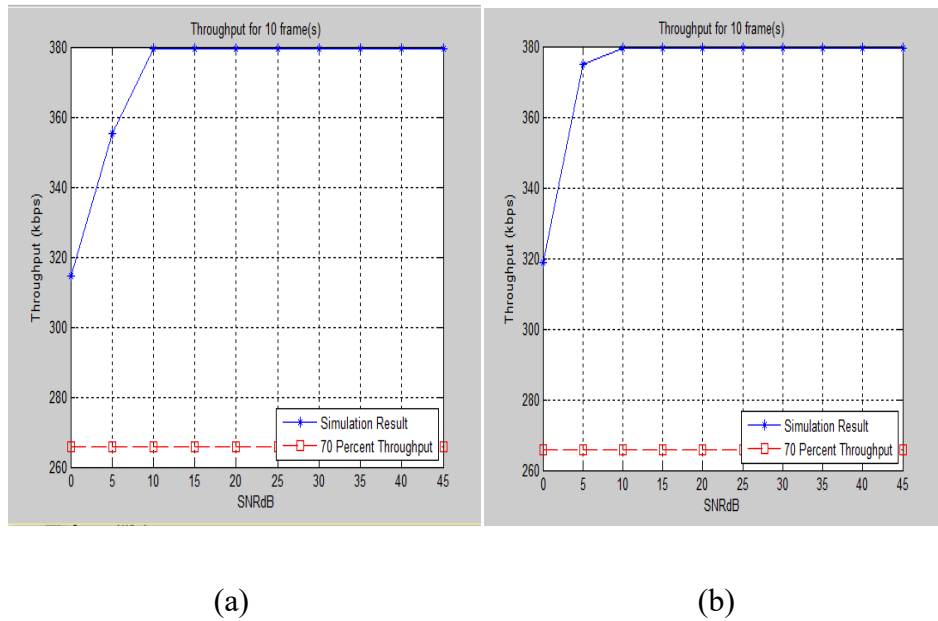 Throughput for 10 frame(s)
380
360
340
320
300
280
260
Throughput (kbps)
0 5 10 15 20 25 30 35 40 45
SNRdB
Simulation Result
70 Percent Throughput
Throughput for 10 frame(s)
380
360
340
320
300
280
260
Throughput (kbps)
0 5 10 15 20 25 30 35 40 45
SNRdB
Simulation Result
70 Percent Throughput
(a)
(b)